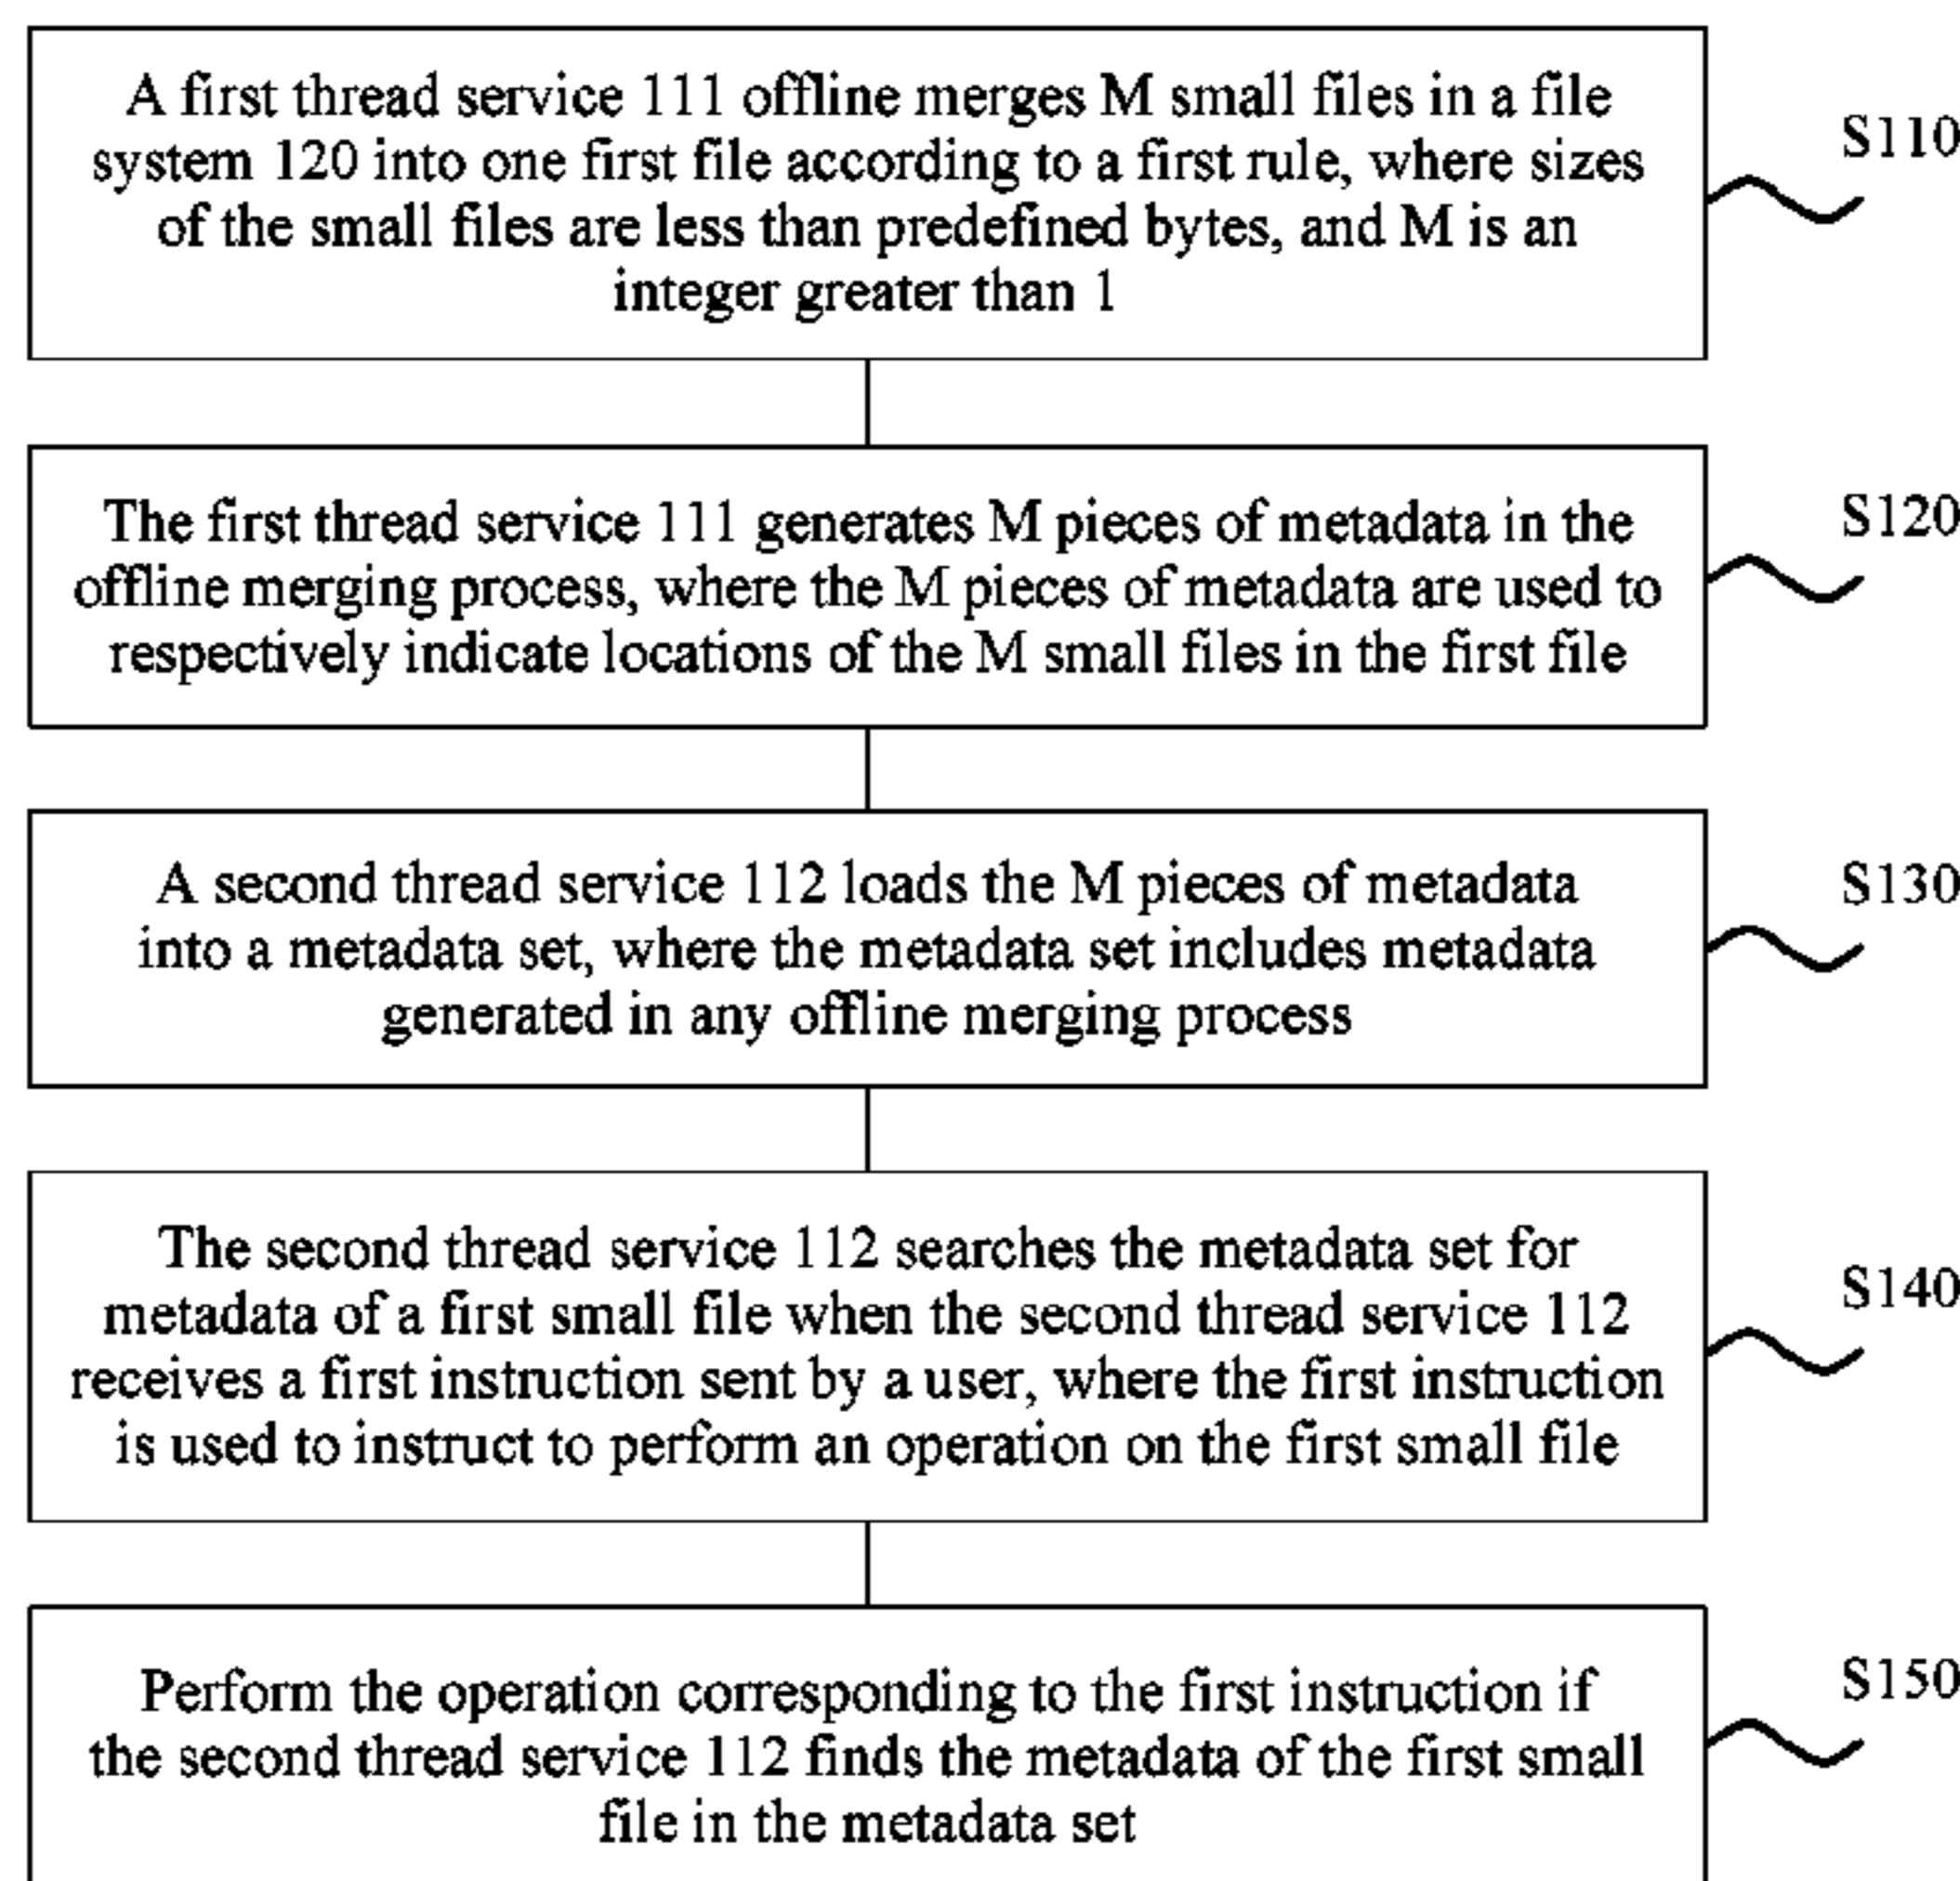 A first thread service 111 offline merges M small files in a file
system 120 into one first file according to a first rule, where sizes
of the small files are less than predefined bytes, and M is an
integer greater than 1
S110
The first thread service 111 generates M pieces of metadata in the
offline merging process, where the M pieces of metadata are used to
respectively indicate locations of the M small files in the first file
S120
A second thread service 112 loads the M pieces of metadata
into a metadata set, where the metadata set includes metadata
generated in any offline merging process
S130
The second thread service 112 searches the metadata set for
metadata of a first small file when the second thread service 112
receives a first instruction sent by a user, where the first instruction
is used to instruct to perform an operation on the first small file
S140
Perform the operation corresponding to the first instruction if
the second thread service 112 finds the metadata of the first small
file in the metadata set
S150